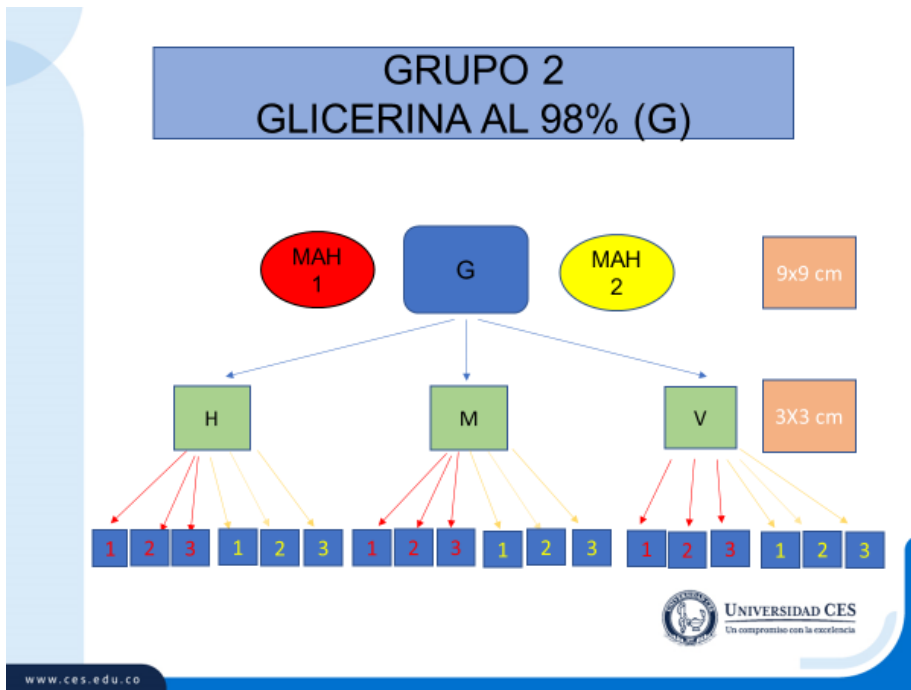 GRUPO 2
GLICERINA AL 98% (G)
MAH
1
G
MAH
2
9x9 cm
H
M
V
3X3 cm
1 2 3 1 2 3 1 2 3 1 2 3 1 2 3 1 2 3
UNIVERSIDAD CES
Un compromiso con la excelencia
www.ces.edu.co